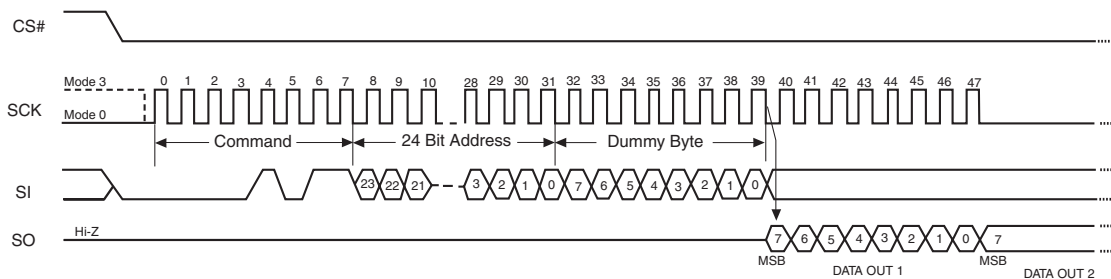 CS#
Mode 3 0 1 2 3 4 5 6 7 8 9 10 28 29 30 31 32 33 34 35 36 37 38 39 40 41 42 43 44 45 46 47
SCK
Mode 0
Command 24 Bit Address Dummy Byte
SI 23 22 21 3 2 1 0 7 6 5 4 3 2 1 0
SO Hi-Z 7 6 5 4 3 2 1 0 7
MSB DATA OUT 1 MSB DATA OUT 2